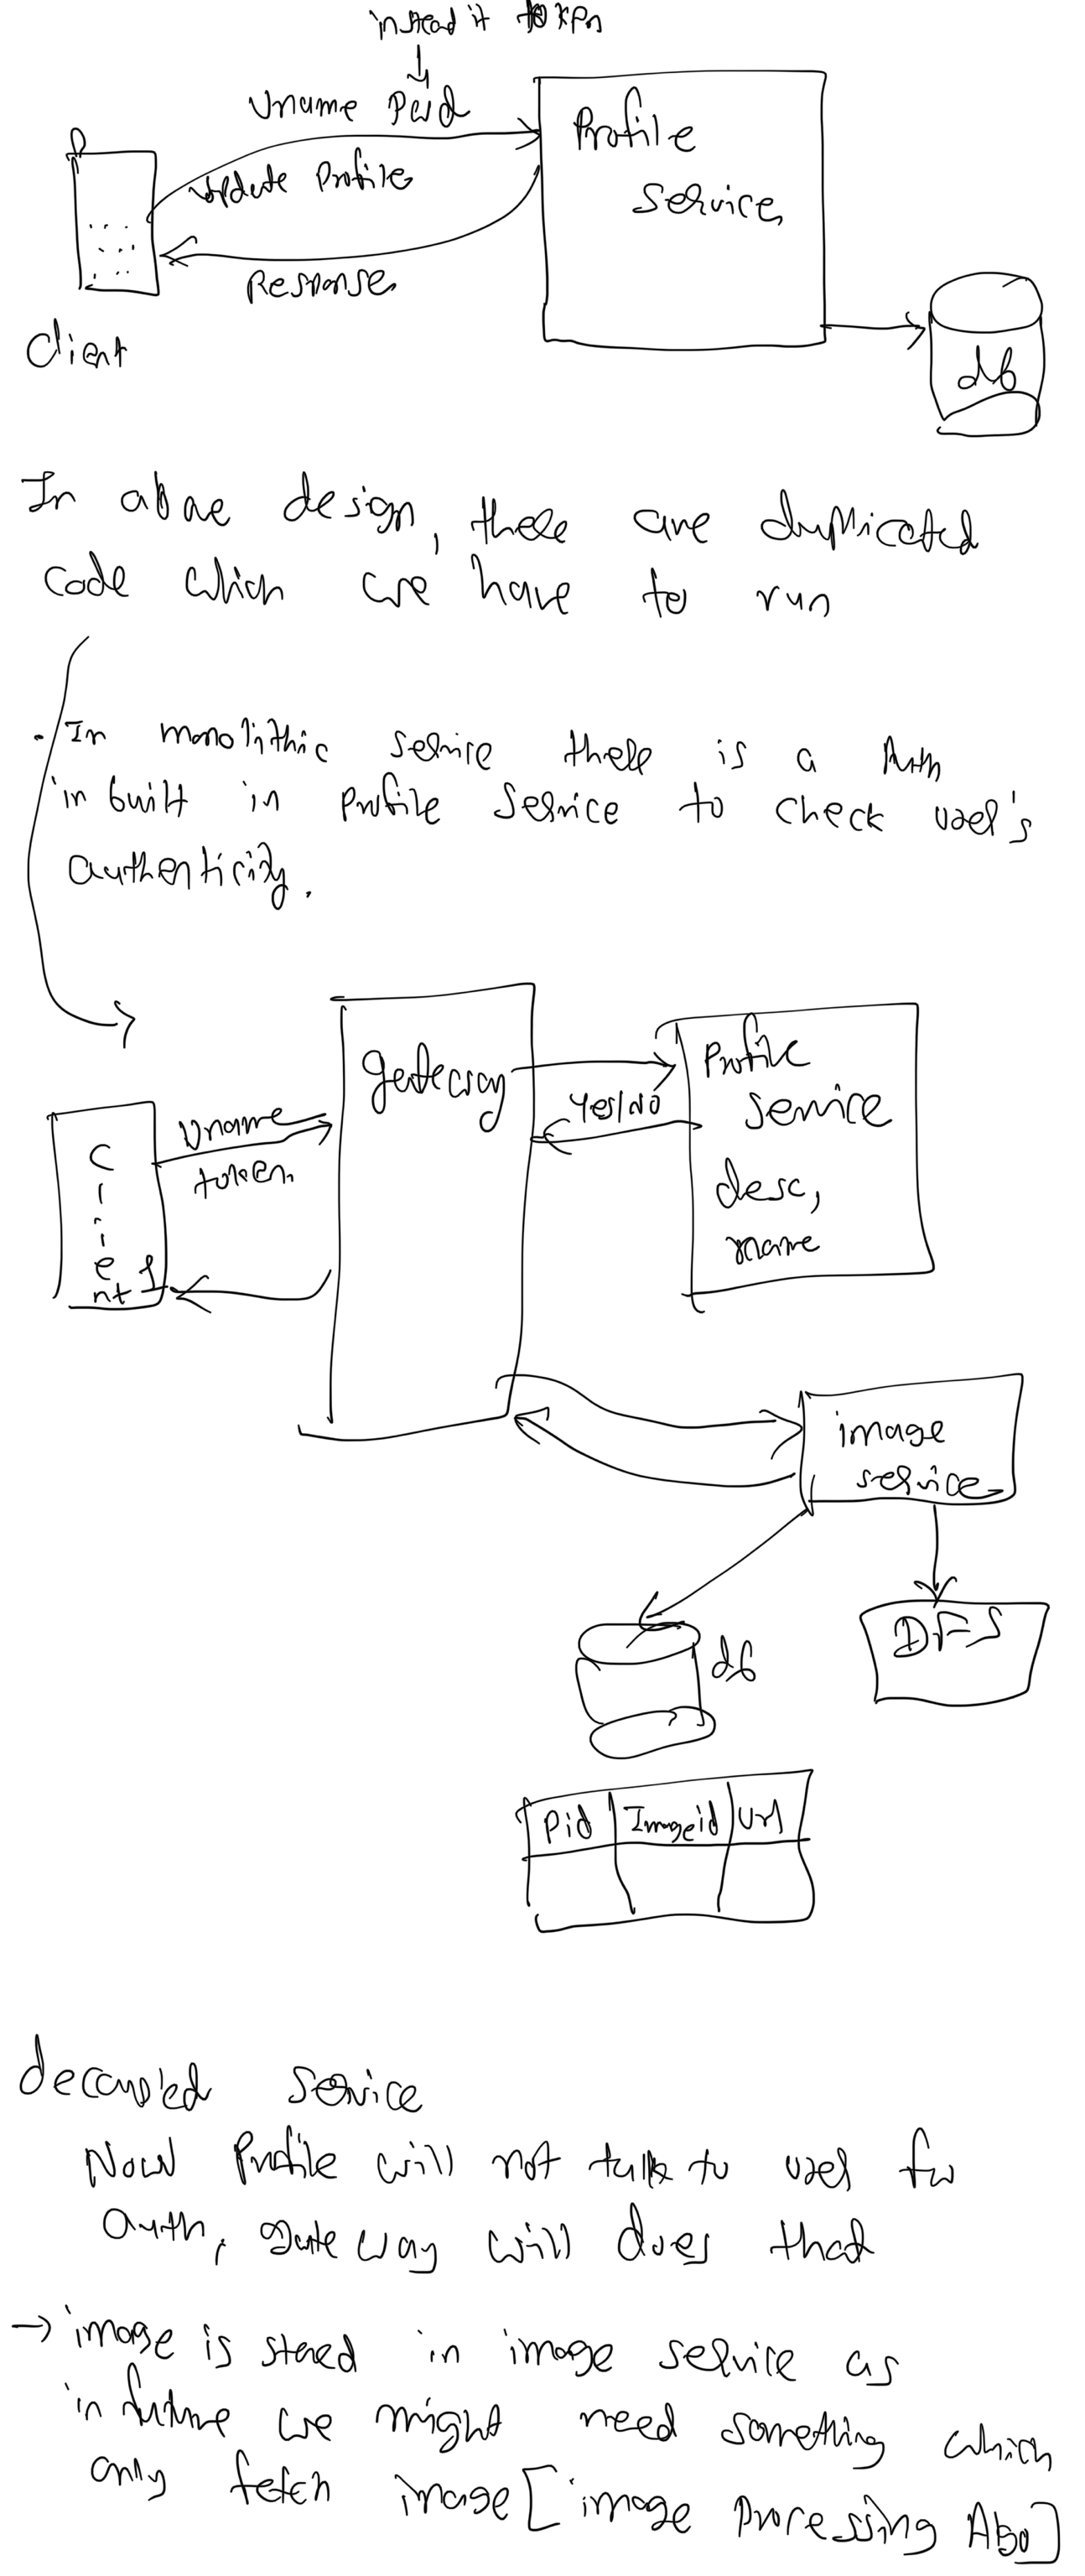 instead it token
Uname Pwd
Profile
Service
Update Profile
Response
Client
db
In above design, there are duplicated
code which we have to run
. In monolithic service there is a Auth
in built in profile service to check user's
authenticity.
gateway
Profile
service
desc,
name
Yes/No
Uname
token
Client 1
image
service
DFS
db
Pid Imageid Url
decoupled service
Now Profile will not talk to user for
auth, gateway will does that
→ image is stored in image service as
in future we might need something which
only fetch image [image processing Algo]